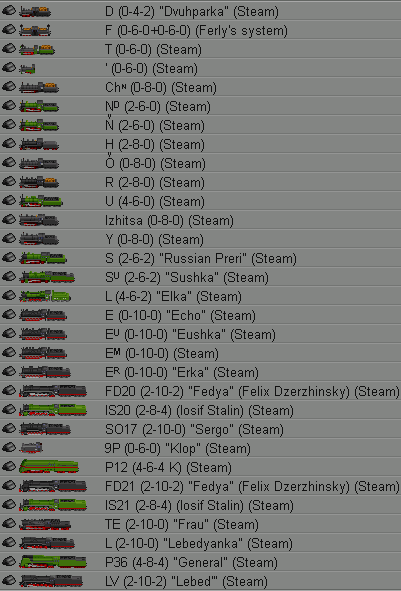 D (0-4-2) "Dvuhparka" (Steam)
F (0-6-0+0-6-0) (Ferly's system)
T (0-6-0) (Steam)
' (0-6-0) (Steam)
Chᴺ (0-8-0) (Steam)
Nᴰ (2-6-0) (Steam)
Nᵛ (2-6-0) (Steam)
H (2-8-0) (Steam)
Oᵛ (0-8-0) (Steam)
R (2-8-0) (Steam)
U (4-6-0) (Steam)
Izhitsa (0-8-0) (Steam)
Y (0-8-0) (Steam)
S (2-6-2) "Russian Preri" (Steam)
Sᵁ (2-6-2) "Sushka" (Steam)
L (4-6-2) "Elka" (Steam)
E (0-10-0) "Echo" (Steam)
Eᵁ (0-10-0) "Eushka" (Steam)
Eᴹ (0-10-0) (Steam)
Eᴿ (0-10-0) "Erka" (Steam)
FD20 (2-10-2) "Fedya" (Felix Dzerzhinsky) (Steam)
IS20 (2-8-4) (Iosif Stalin) (Steam)
SO17 (2-10-0) "Sergo" (Steam)
9P (0-6-0) "Klop" (Steam)
P12 (4-6-4 K) (Steam)
FD21 (2-10-2) "Fedya" (Felix Dzerzhinsky) (Steam)
IS21 (2-8-4) (Iosif Stalin) (Steam)
TE (2-10-0) "Frau" (Steam)
L (2-10-0) "Lebedyanka" (Steam)
P36 (4-8-4) "General" (Steam)
LV (2-10-2) "Lebed'" (Steam)